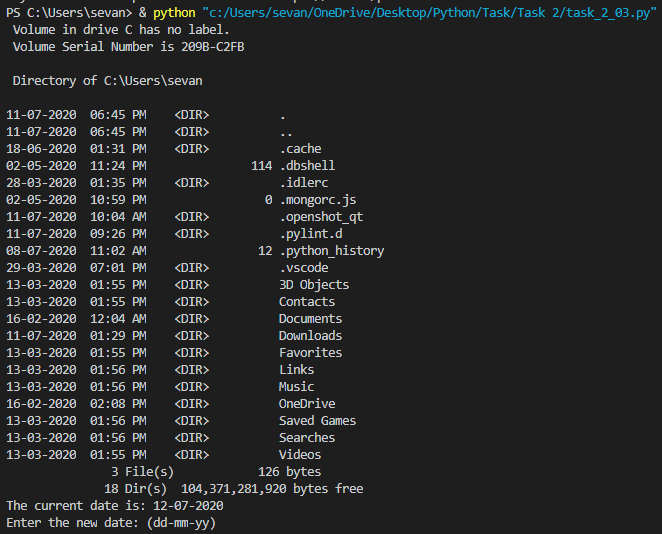 PS C:\Users\sevan> & python "c:/Users/sevan/OneDrive/Desktop/Python/Task/Task 2/task_2_03.py"
 Volume in drive C has no label.
 Volume Serial Number is 209B-C2FB

 Directory of C:\Users\sevan

11-07-2020  06:45 PM    <DIR>          .
11-07-2020  06:45 PM    <DIR>          ..
18-06-2020  01:31 PM    <DIR>          .cache
02-05-2020  11:24 PM               114 .dbshell
28-03-2020  01:35 PM    <DIR>          .idlerc
02-05-2020  10:59 PM                 0 .mongorc.js
11-07-2020  10:04 AM    <DIR>          .openshot_qt
11-07-2020  09:26 PM    <DIR>          .pylint.d
08-07-2020  11:02 AM                12 .python_history
29-03-2020  07:01 PM    <DIR>          .vscode
13-03-2020  01:55 PM    <DIR>          3D Objects
13-03-2020  01:55 PM    <DIR>          Contacts
16-02-2020  12:04 AM    <DIR>          Documents
11-07-2020  01:29 PM    <DIR>          Downloads
13-03-2020  01:55 PM    <DIR>          Favorites
13-03-2020  01:56 PM    <DIR>          Links
13-03-2020  01:56 PM    <DIR>          Music
16-02-2020  02:08 PM    <DIR>          OneDrive
13-03-2020  01:56 PM    <DIR>          Saved Games
13-03-2020  01:56 PM    <DIR>          Searches
13-03-2020  01:55 PM    <DIR>          Videos
               3 File(s)            126 bytes
              18 Dir(s)  104,371,281,920 bytes free
The current date is: 12-07-2020
Enter the new date: (dd-mm-yy)